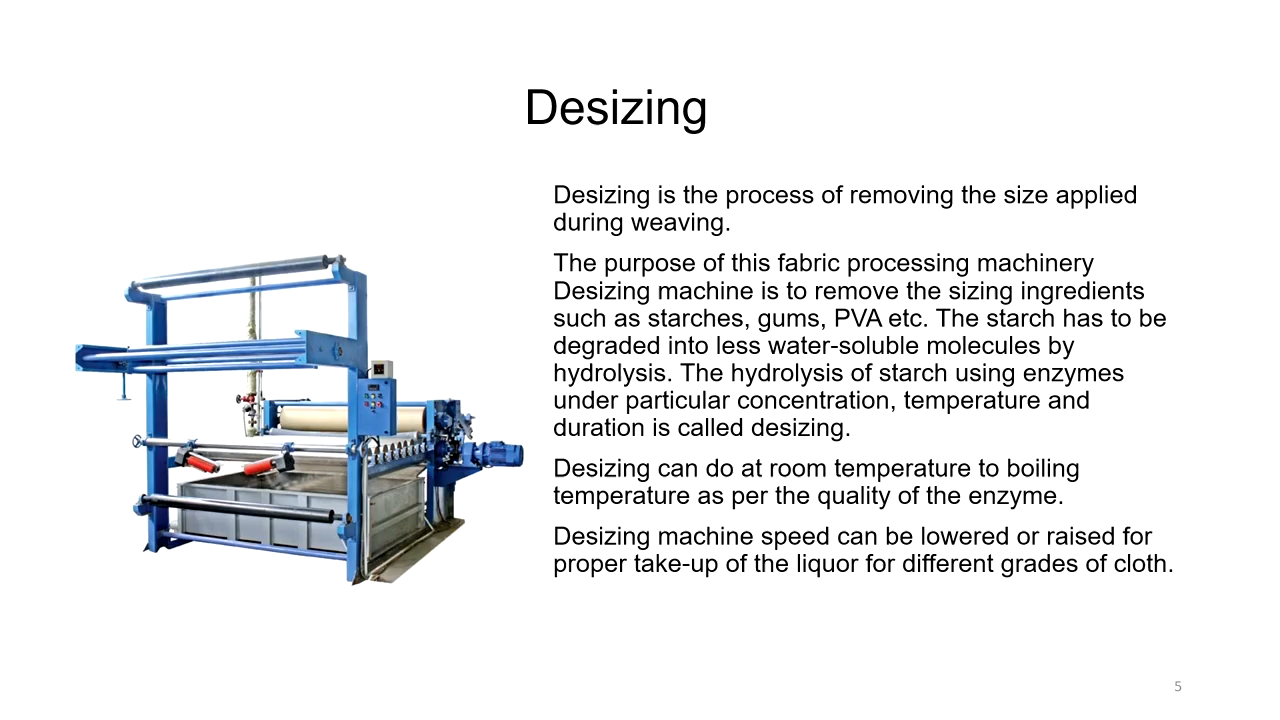 Desizing
Desizing is the process of removing the size applied
during weaving.
The purpose of this fabric processing machinery
Desizing machine is to remove the sizing ingredients
such as starches, gums, PVA etc. The starch has to be
degraded into less water-soluble molecules by
hydrolysis. The hydrolysis of starch using enzymes
under particular concentration, temperature and
duration is called desizing.
Desizing can do at room temperature to boiling
temperature as per the quality of the enzyme.
Desizing machine speed can be lowered or raised for
proper take-up of the liquor for different grades of cloth.
5